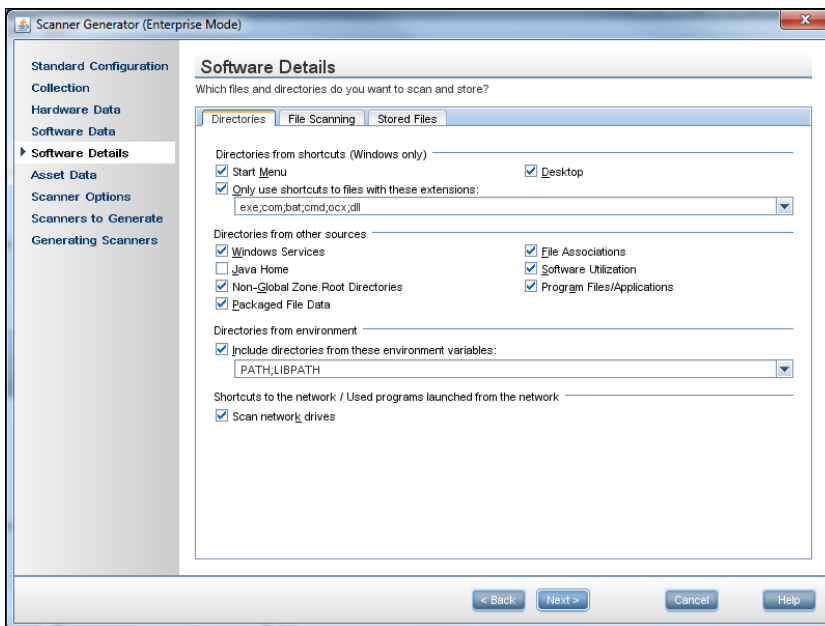 Scanner Generator (Enterprise Mode)
Standard Configuration
Collection
Hardware Data
Software Data
Software Details
Asset Data
Scanner Options
Scanners to Generate
Generating Scanners
Software Details
Which files and directories do you want to scan and store?
Directories File Scanning Stored Files
Directories from shortcuts (Windows only)
Start Menu Desktop
Only use shortcuts to files with these extensions:
exe;com;bat;cmd;ocx;dll
Directories from other sources
Windows Services File Associations
Java Home Software Utilization
Non-Global Zone Root Directories Program Files/Applications
Packaged File Data
Directories from environment
Include directories from these environment variables:
PATH;LIBPATH
Shortcuts to the network / Used programs launched from the network
Scan network drives
< Back Next > Cancel Help